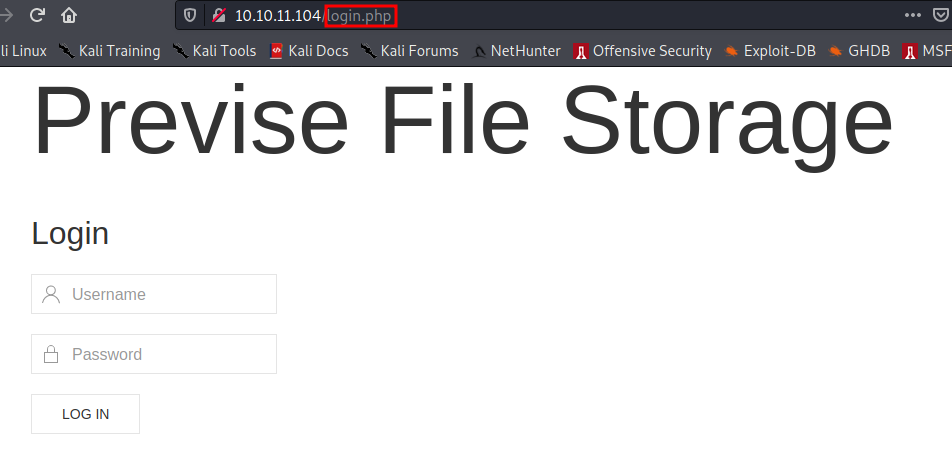 10.10.11.104/login.php
li Linux Kali Training Kali Tools Kali Docs Kali Forums NetHunter Offensive Security Exploit-DB GHDB MSF
Previse File Storage
Login
Username
Password
LOG IN